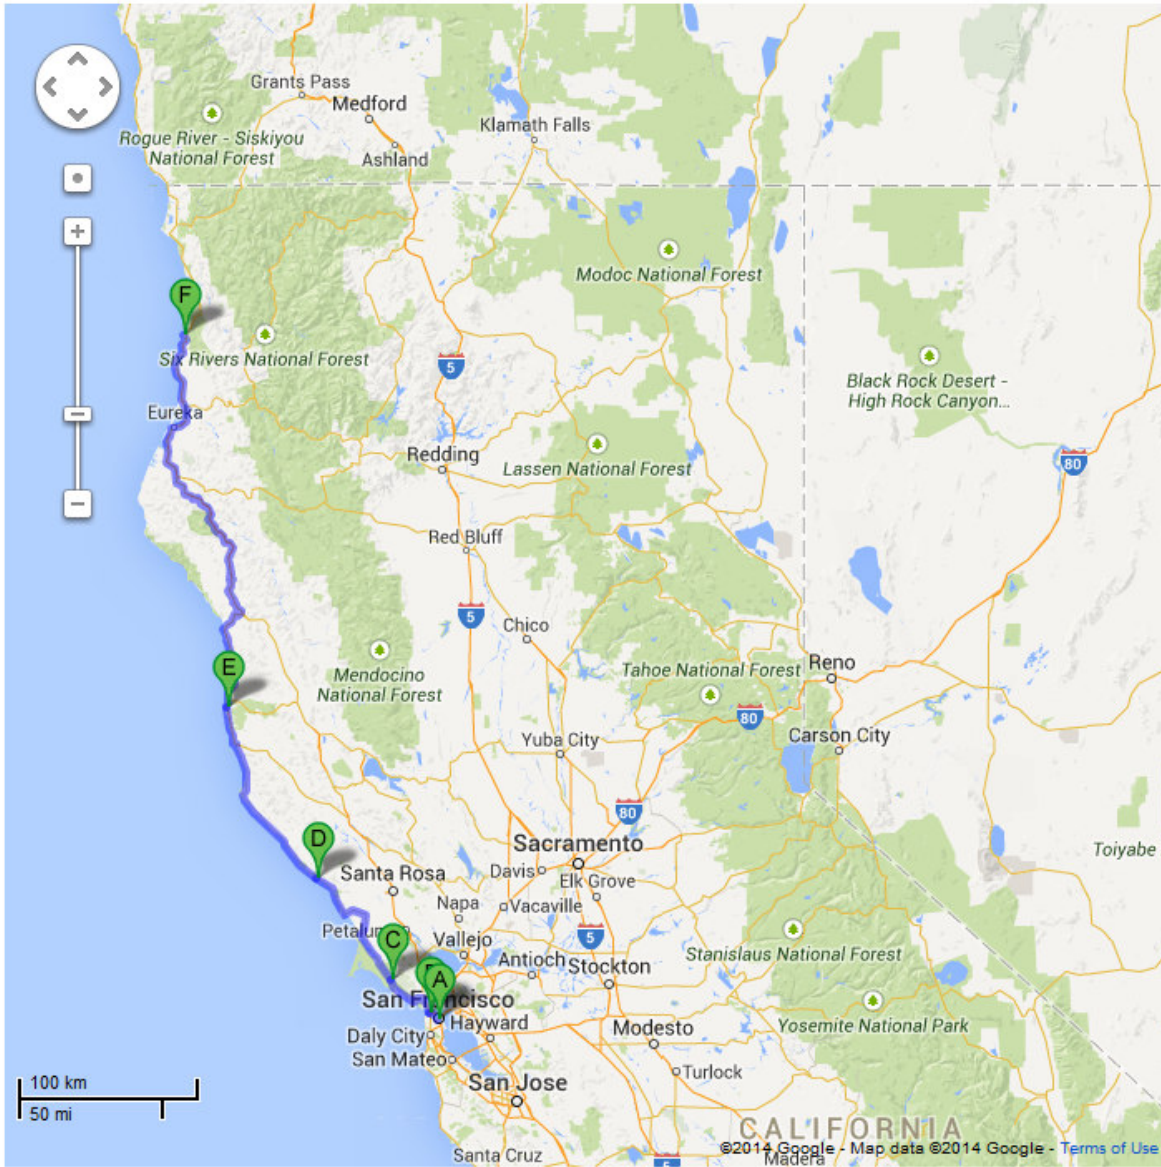 Grants Pass
Medford
Klamath Falls
Rogue River - Siskiyou
National Forest
Ashland
Modoc National Forest
F
Six Rivers National Forest
5
Black Rock Desert -
High Rock Canyon...
Eureka
Redding
Lassen National Forest
80
Red Bluff
5
Chico
E
Mendocino
National Forest
Tahoe National Forest
Reno
80
Yuba City
Carson City
80
D
Sacramento
Toiyabe
Santa Rosa
Davis
Elk Grove
Napa
Vacaville
C
Vallejo
5
Stanislaus National Forest
Antioch
Stockton
A
San Francisco
Hayward
Modesto
Yosemite National Park
Daly City
San Mateo
Turlock
100 km
50 mi
San Jose
CALIFORNIA
©2014 Google - Map data ©2014 Google - Terms of Use
Santa Cruz
5
Madera